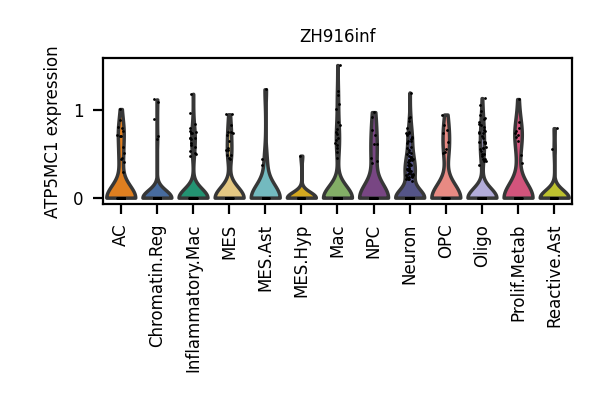 ZH916inf
ATP5MC1 expression
1
0
AC
Chromatin.Reg
Inflammatory.Mac
MES
MES.Ast
MES.Hyp
Mac
NPC
Neuron
OPC
Oligo
Prolif.Metab
Reactive.Ast